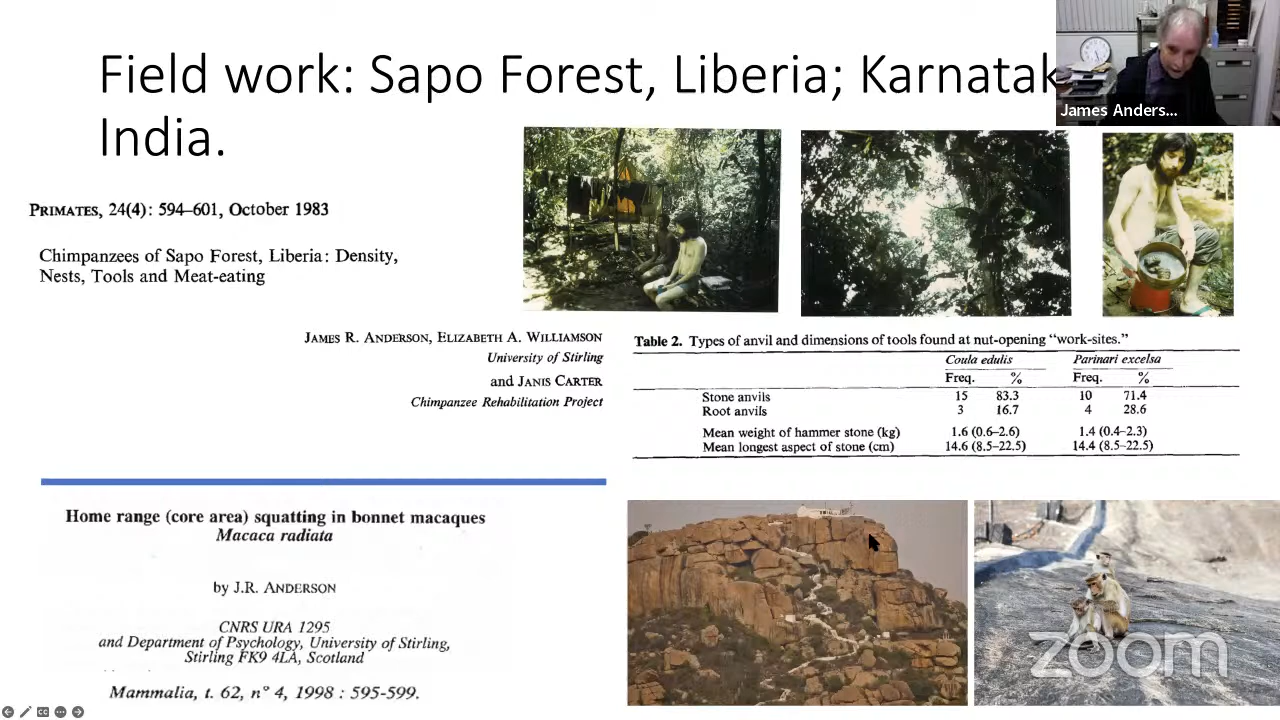 Field work: Sapo Forest, Liberia; Karnatak
India.
James Anders...
PRIMATES, 24(4): 594–601, October 1983
Chimpanzees of Sapo Forest, Liberia: Density,
Nests, Tools and Meat-eating
JAMES R. ANDERSON, ELIZABETH A. WILLIAMSON
University of Stirling
and JANIS CARTER
Chimpanzee Rehabilitation Project
Table 2. Types of anvil and dimensions of tools found at nut-opening “work-sites.”
Coula edulis Parinari excelsa
Freq. % Freq. %
Stone anvils 15 83.3 10 71.4
Root anvils 3 16.7 4 28.6
Mean weight of hammer stone (kg) 1.6 (0.6–2.6) 1.4 (0.4–2.3)
Mean longest aspect of stone (cm) 14.6 (8.5–22.5) 14.4 (8.5–22.5)
Home range (core area) squatting in bonnet macaques
Macaca radiata
by J.R. ANDERSON
CNRS URA 1295
and Department of Psychology, University of Stirling,
Stirling FK9 4LA, Scotland
Mammalia, t. 62, n° 4, 1998 : 595-599.
zoom